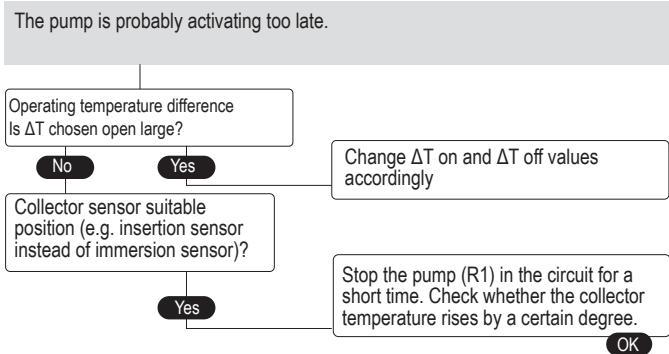 The pump is probably activating too late.
Operating temperature difference
Is ΔT chosen open large?
No
Yes
Change ΔT on and ΔT off values
accordingly
Collector sensor suitable
position (e.g. insertion sensor
instead of immersion sensor)?
Yes
Stop the pump (R1) in the circuit for a
short time. Check whether the collector
temperature rises by a certain degree.
OK